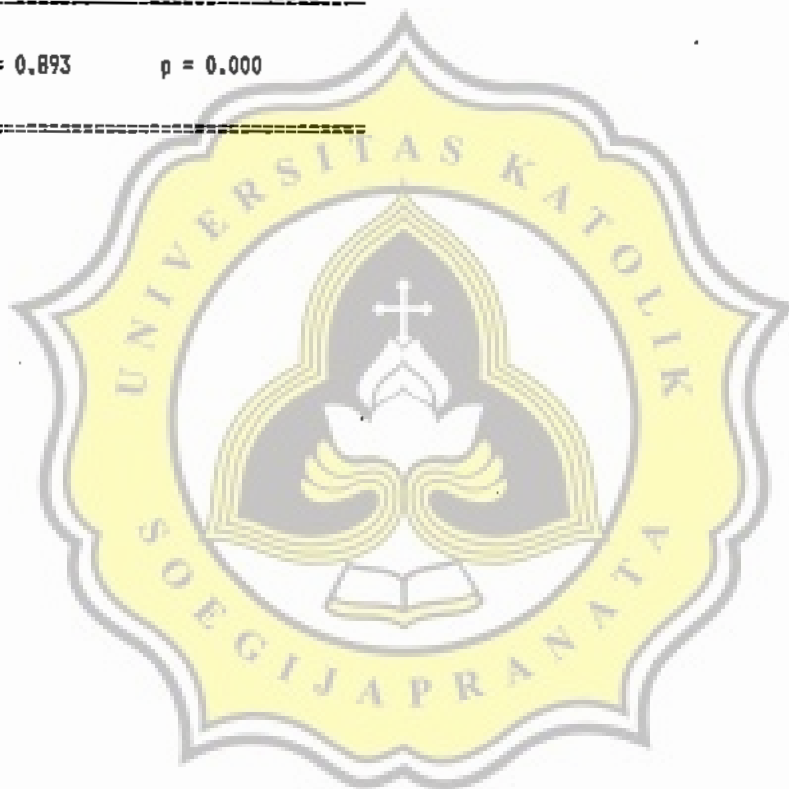 = 0.893 p = 0.000
UNIVERSITAS KATOLIK
SOEGIJAPRANATA